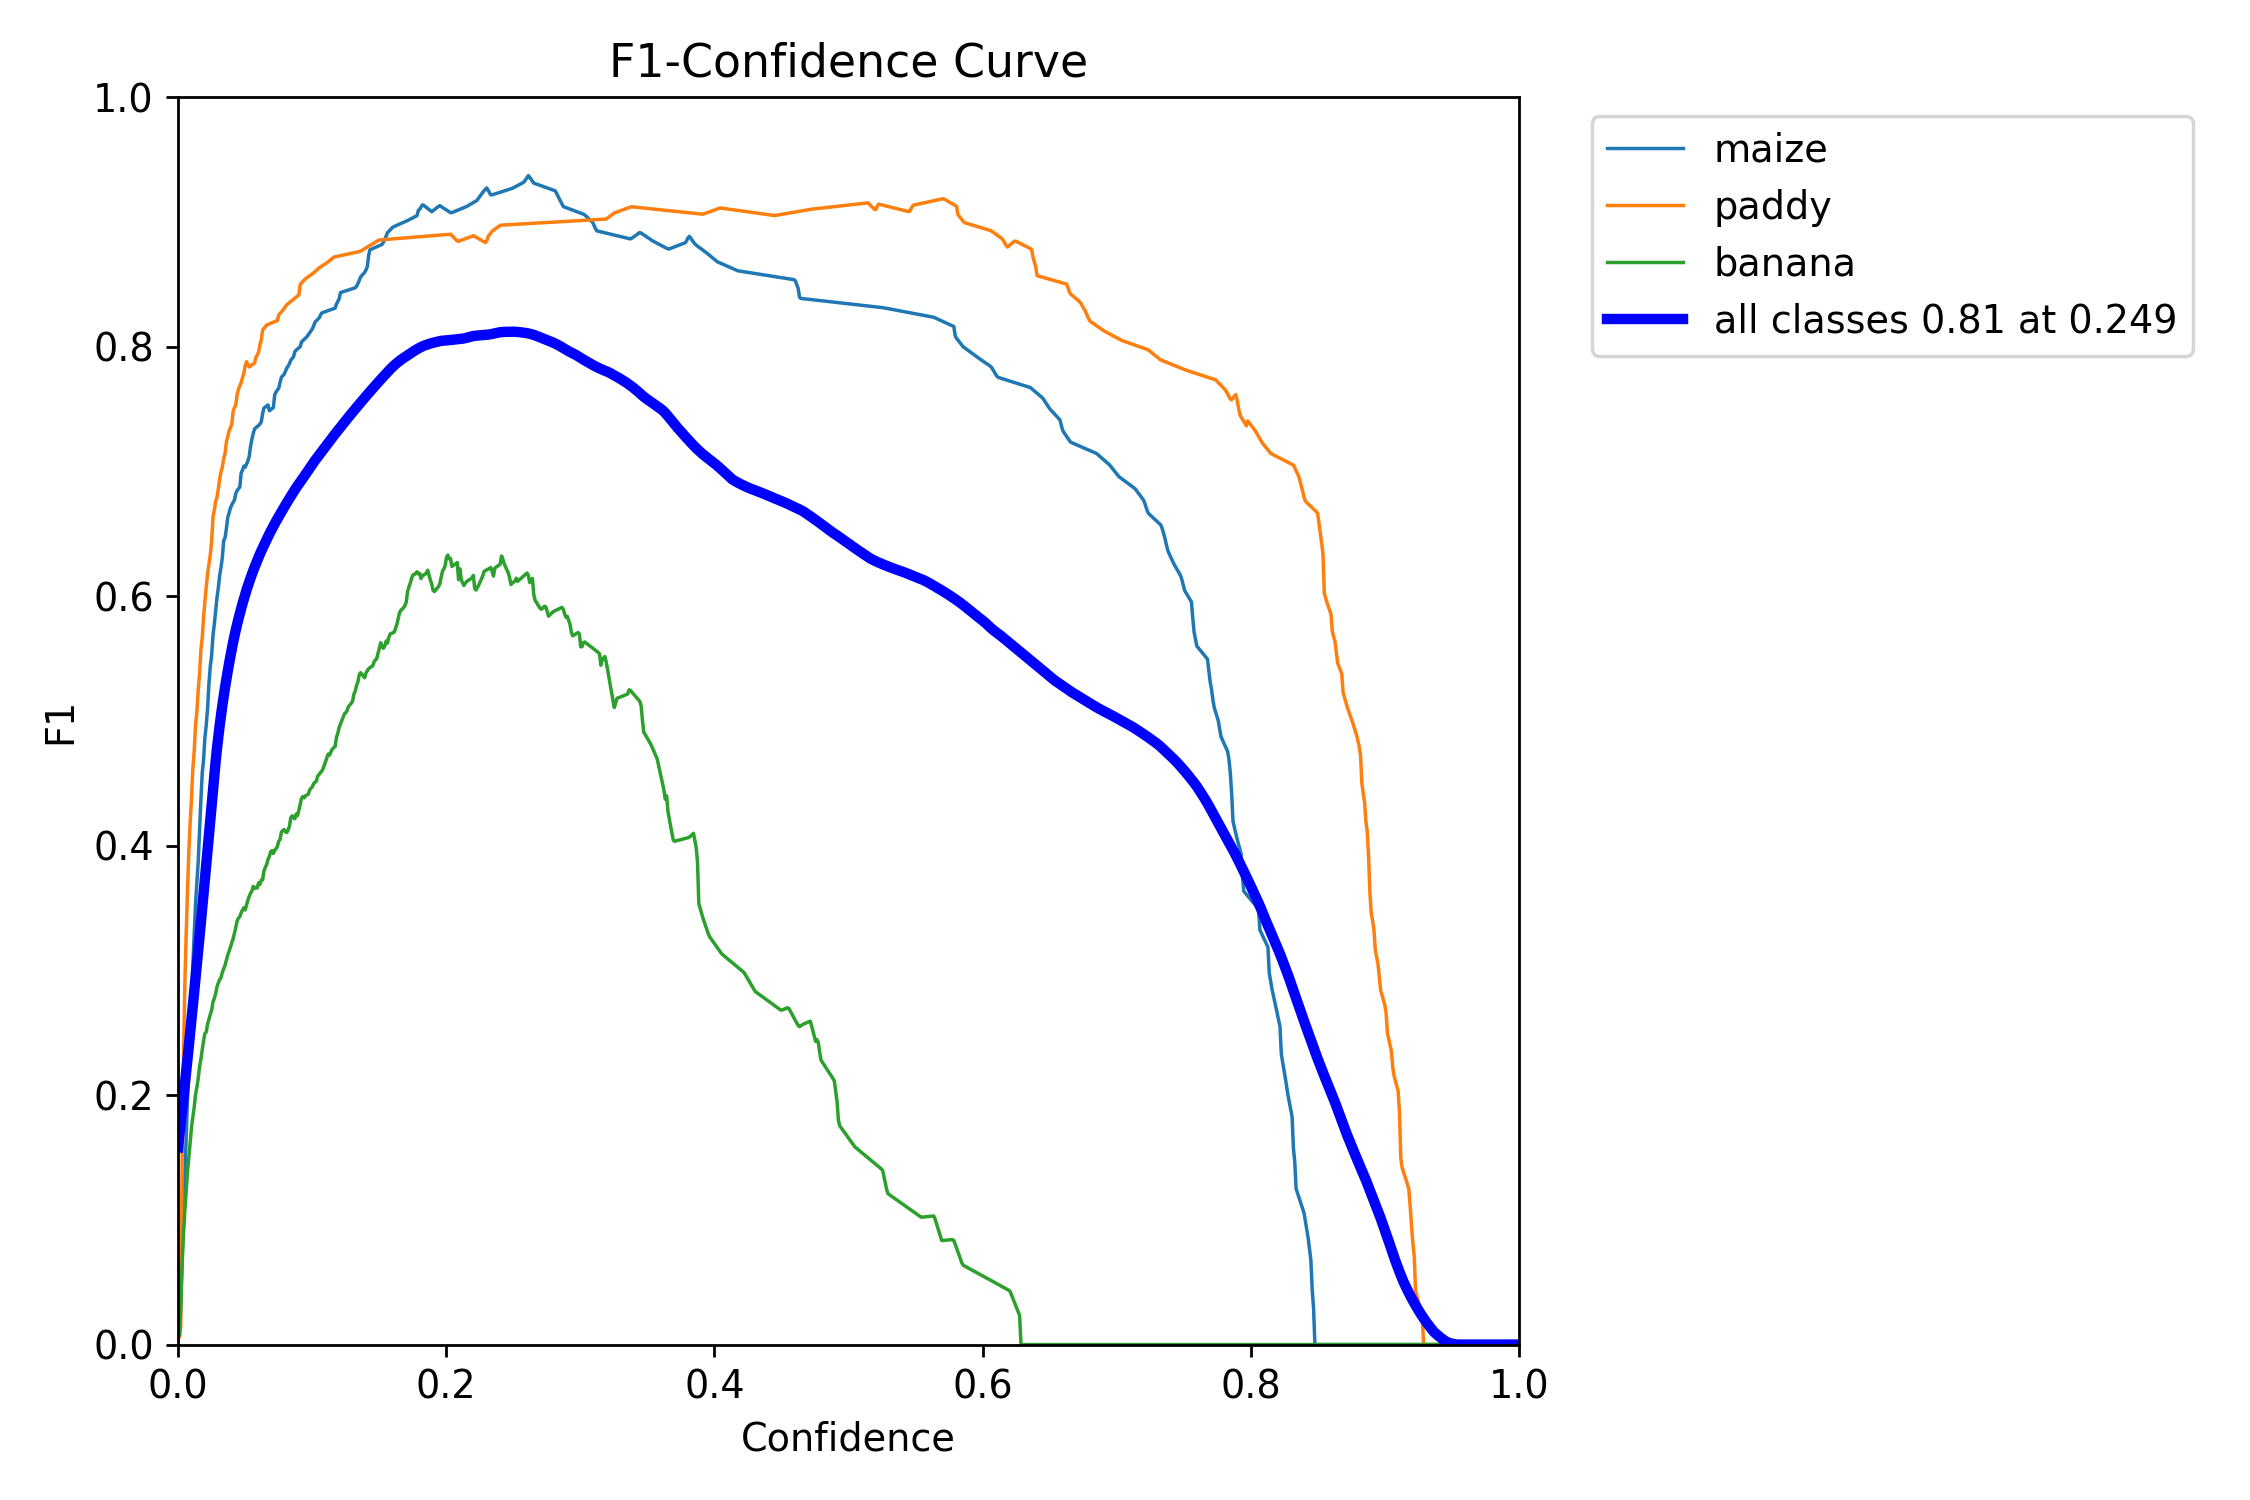 F1-Confidence Curve
1.0
0.8
0.6
0.4
0.2
0.0
F1
0.0 0.2 0.4 0.6 0.8 1.0
Confidence
maize
paddy
banana
all classes 0.81 at 0.249